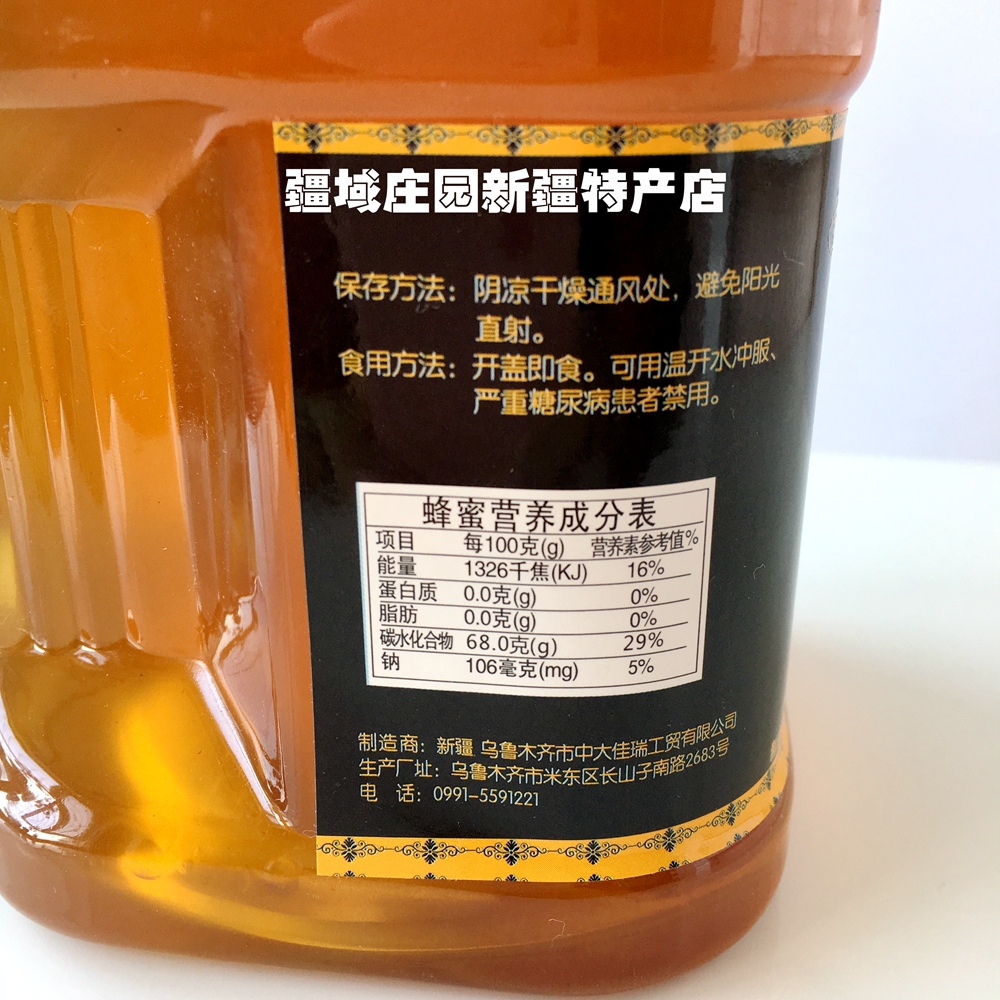 疆域庄园新疆特产店
保存方法：阴凉干燥通风处，避免阳光
直射。
食用方法：开盖即食。可用温开水冲服、
严重糖尿病患者禁用。
蜂蜜营养成分表
项目 每100克(g) 营养素参考值%
能量 1326千焦(KJ) 16%
蛋白质 0.0克(g) 0%
脂肪 0.0克(g) 0%
碳水化合物 68.0克(g) 29%
钠 106毫克(mg) 5%
制造商：新疆 乌鲁木齐市中大佳瑞工贸有限公司
生产厂址：乌鲁木齐市米东区长山子南路2683号
电 话：0991-5591221